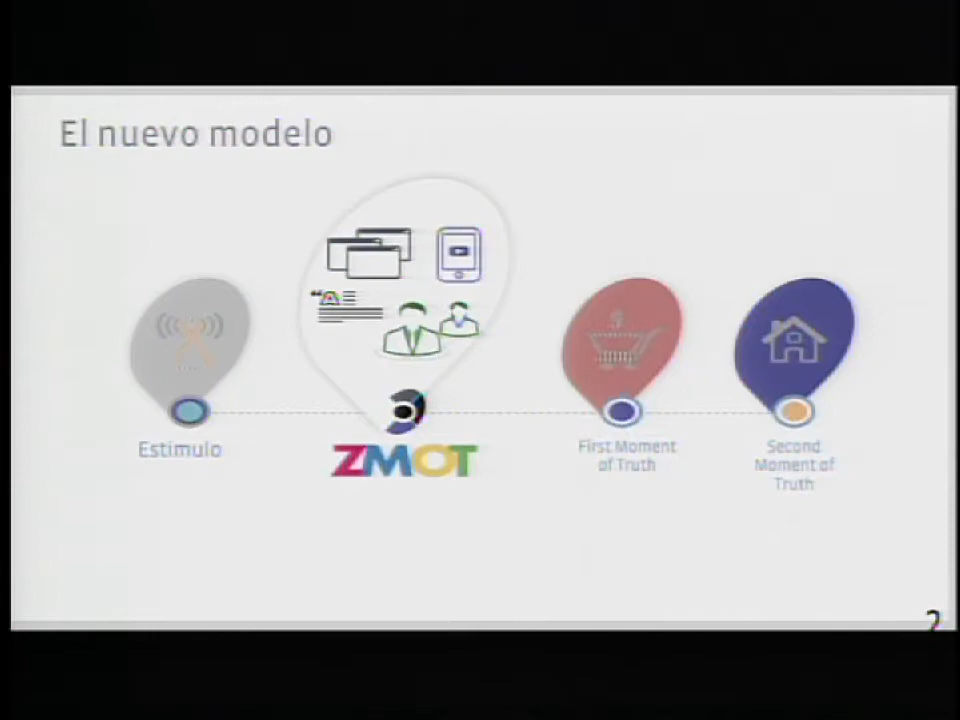 El nuevo modelo
Estimulo
ZMOT
First Moment
of Truth
Second
Moment of
Truth
2